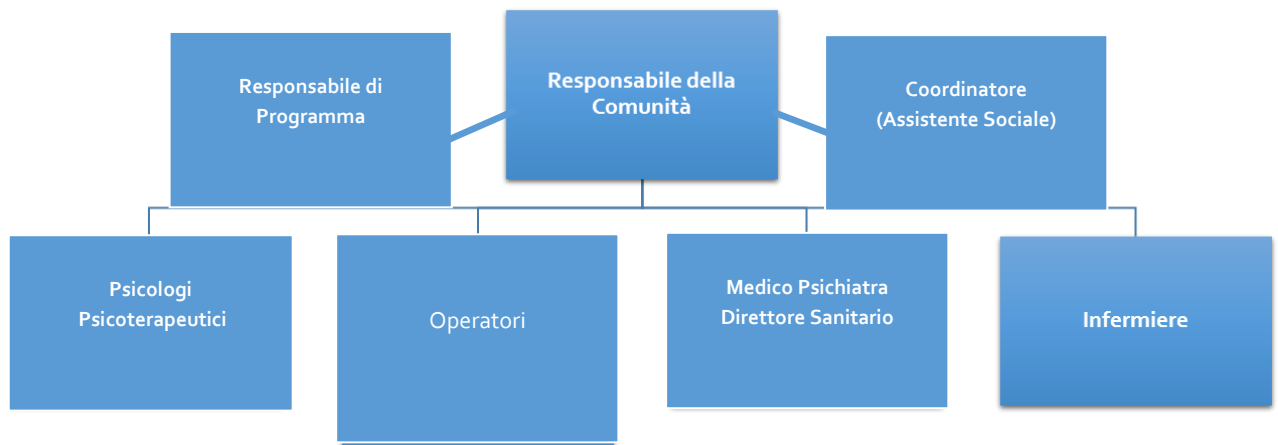 Responsabile di
Programma
Responsabile della
Comunità
Coordinatore
(Assistente Sociale)
Psicologi
Psicoterapeutici
Operatori
Medico Psichiatra
Direttore Sanitario
Infermiere